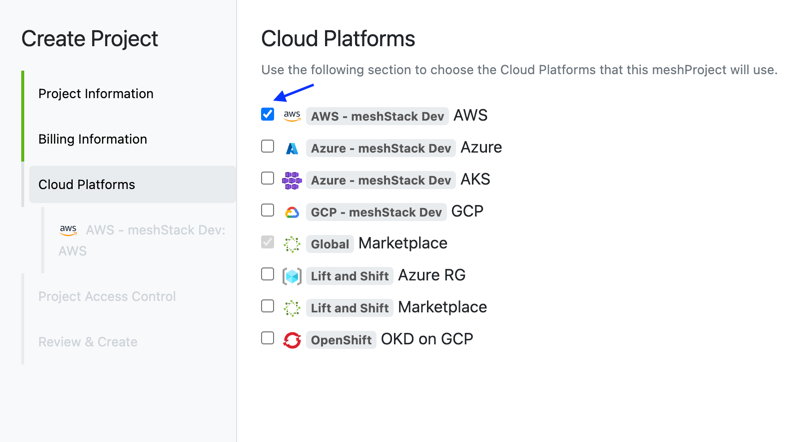 Create Project
Project Information
Billing Information
Cloud Platforms
aws AWS - meshStack Dev:
AWS
Project Access Control
Review & Create
Cloud Platforms
Use the following section to choose the Cloud Platforms that this meshProject will use.
aws AWS - meshStack Dev AWS
Azure - meshStack Dev Azure
Azure - meshStack Dev AKS
GCP - meshStack Dev GCP
Global Marketplace
Lift and Shift Azure RG
Lift and Shift Marketplace
OpenShift OKD on GCP